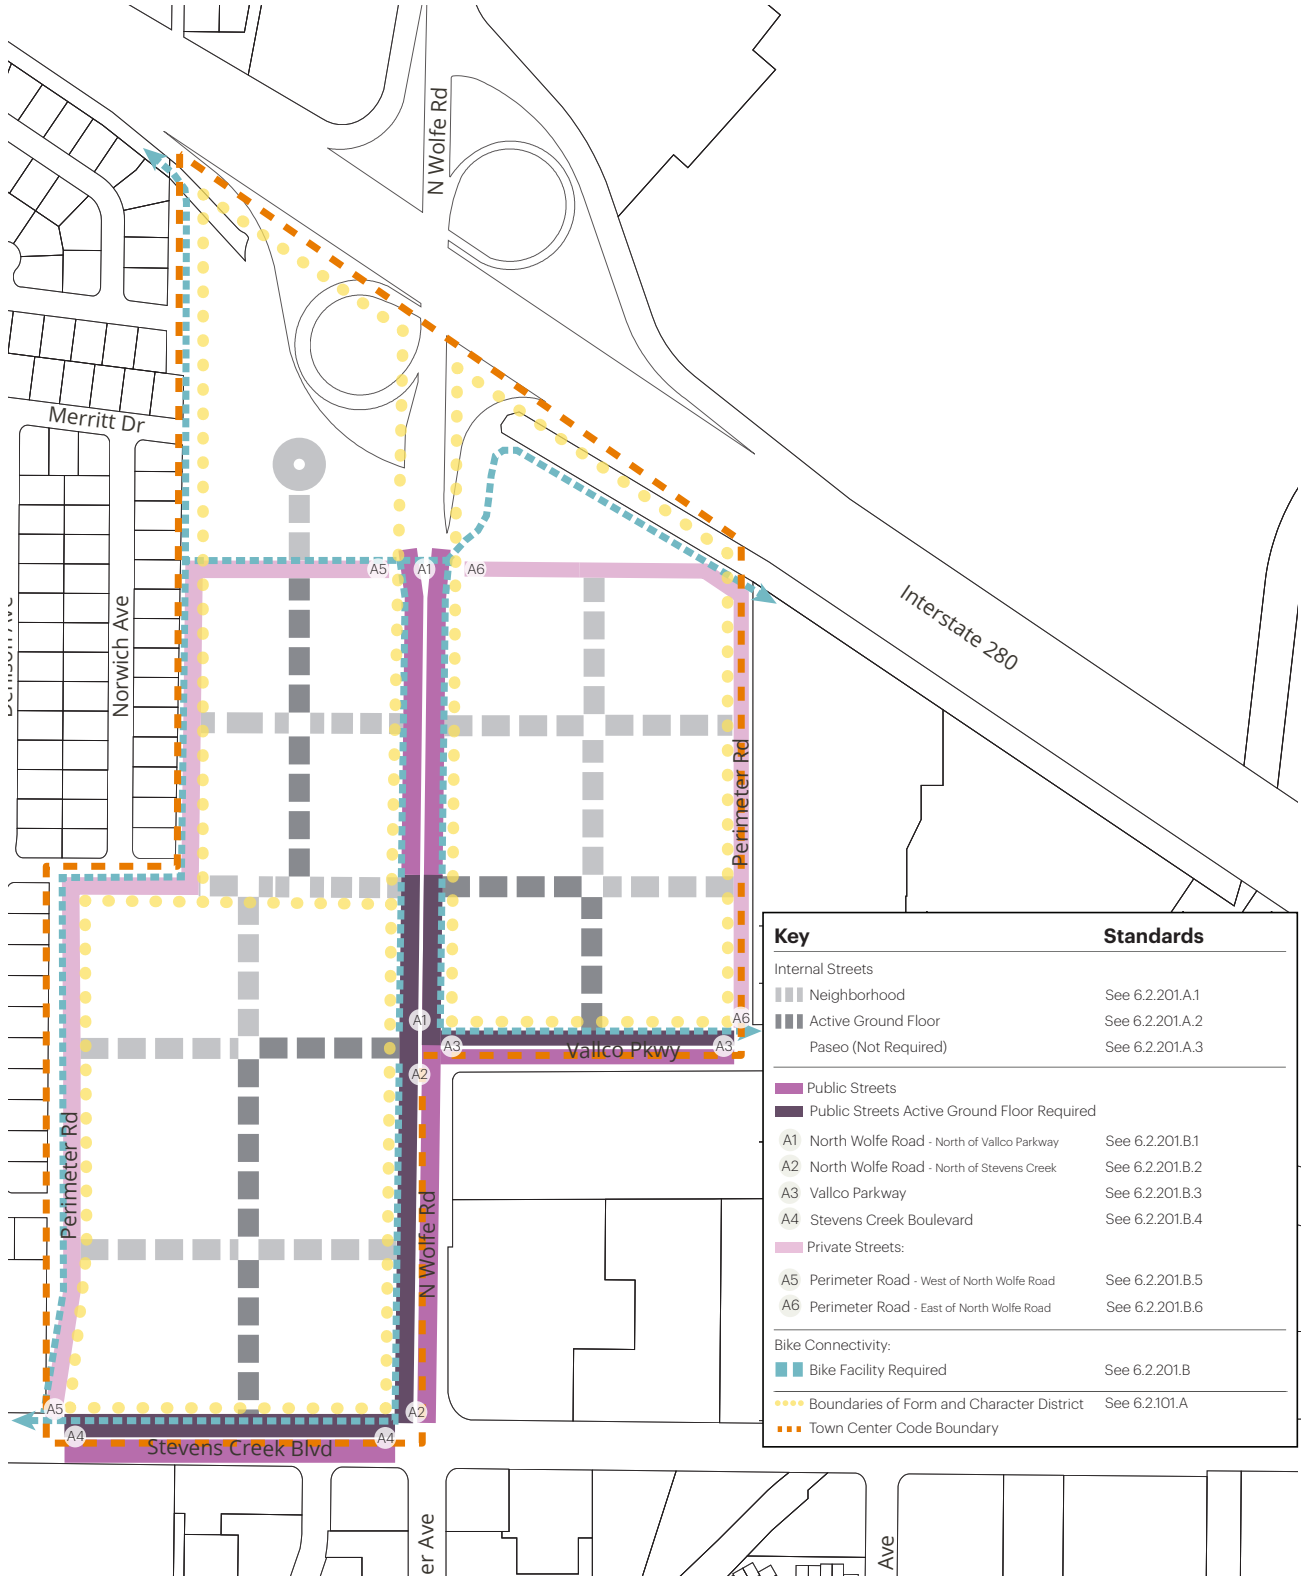 N Wolfe Rd
Merritt Dr
A5
A1
A6
Norwich Ave
Interstate 280
Perimeter Rd
A1
A6
A3
Vallco Pkwy
A3
A2
Perimeter Rd
N Wolfe Rd
A5
A2
A4
A4
Stevens Creek Blvd
Ave
Ave
Key Standards
Internal Streets
Neighborhood See 6.2.201.A.1
Active Ground Floor See 6.2.201.A.2
Paseo (Not Required) See 6.2.201.A.3
Public Streets
Public Streets Active Ground Floor Required
A1 North Wolfe Road - North of Vallco Parkway See 6.2.201.B.1
A2 North Wolfe Road - North of Stevens Creek See 6.2.201.B.2
A3 Vallco Parkway See 6.2.201.B.3
A4 Stevens Creek Boulevard See 6.2.201.B.4
Private Streets:
A5 Perimeter Road - West of North Wolfe Road See 6.2.201.B.5
A6 Perimeter Road - East of North Wolfe Road See 6.2.201.B.6
Bike Connectivity:
Bike Facility Required See 6.2.201.B
Boundaries of Form and Character District See 6.2.101.A
Town Center Code Boundary